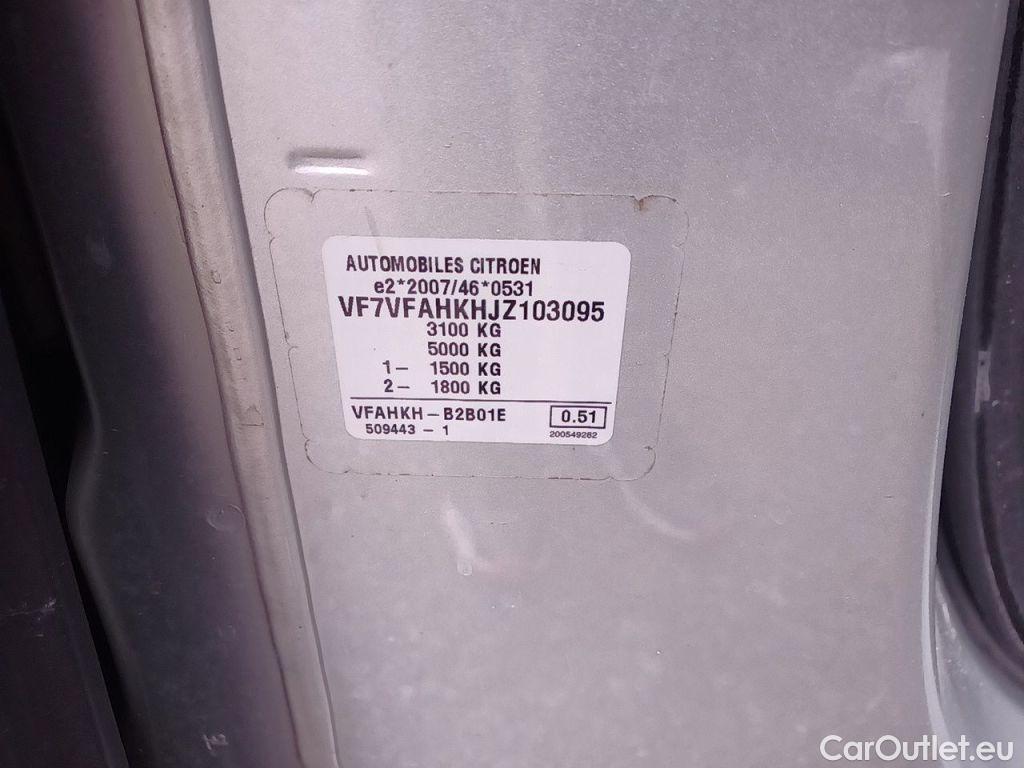 AUTOMOBILES CITROEN
e2*2007/46*0531
VF7VFAHKHJZ103095
3100 KG
5000 KG
1- 1500 KG
2- 1800 KG
VFAHKH-B2B01E 0.51
509443-1 200549262
CarOutlet.eu